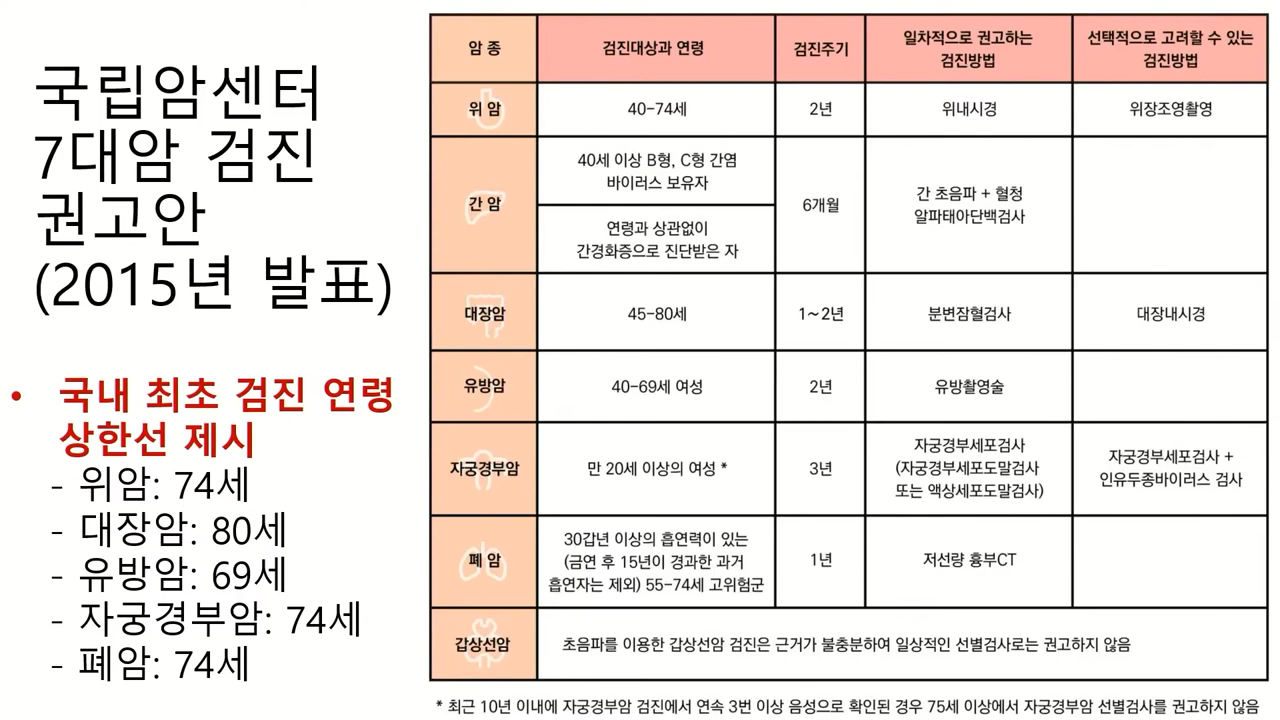 국립암센터
7대암 검진
권고안
(2015년 발표)
• 국내 최초 검진 연령
상한선 제시
- 위암: 74세
- 대장암: 80세
- 유방암: 69세
- 자궁경부암: 74세
- 폐암: 74세
암 종
검진대상과 연령
검진주기
일차적으로 권고하는
검진방법
선택적으로 고려할 수 있는
검진방법
위 암
40-74세
2년
위내시경
위장조영촬영
간 암
40세 이상 B형, C형 간염
바이러스 보유자
연령과 상관없이
간경화증으로 진단받은 자
6개월
간 초음파 + 혈청
알파태아단백검사
대장암
45-80세
1~2년
분변잠혈검사
대장내시경
유방암
40-69세 여성
2년
유방촬영술
자궁경부암
만 20세 이상의 여성 *
3년
자궁경부세포검사
(자궁경부세포도말검사
또는 액상세포도말검사)
자궁경부세포검사 +
인유두종바이러스 검사
폐 암
30갑년 이상의 흡연력이 있는
(금연 후 15년이 경과한 과거
흡연자는 제외) 55-74세 고위험군
1년
저선량 흉부CT
갑상선암
초음파를 이용한 갑상선암 검진은 근거가 불충분하여 일상적인 선별검사로는 권고하지 않음
* 최근 10년 이내에 자궁경부암 검진에서 연속 3번 이상 음성으로 확인된 경우 75세 이상에서 자궁경부암 선별검사를 권고하지 않음